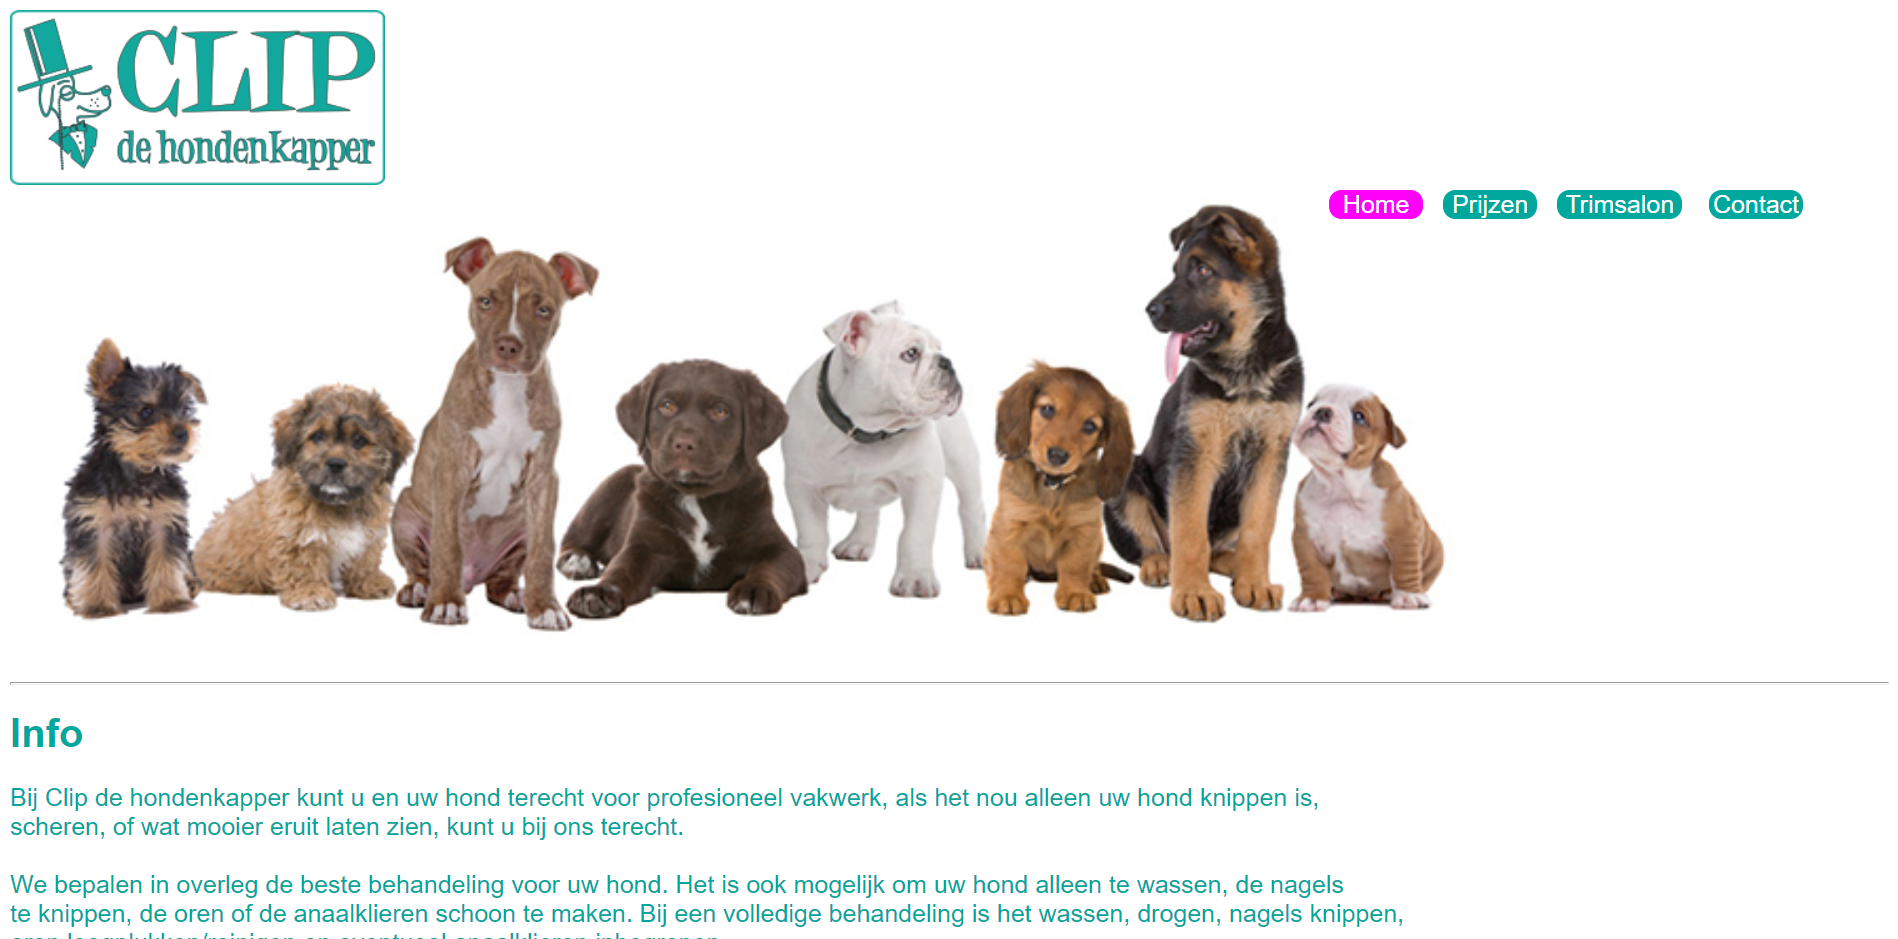 CLIP
de hondenkapper
Home Prijzen Trimsalon Contact
Info
Bij Clip de hondenkapper kunt u en uw hond terecht voor profesioneel vakwerk, als het nou alleen uw hond knippen is,
scheren, of wat mooier eruit laten zien, kunt u bij ons terecht.
We bepalen in overleg de beste behandeling voor uw hond. Het is ook mogelijk om uw hond alleen te wassen, de nagels
te knippen, de oren of de anaalklieren schoon te maken. Bij een volledige behandeling is het wassen, drogen, nagels knippen,